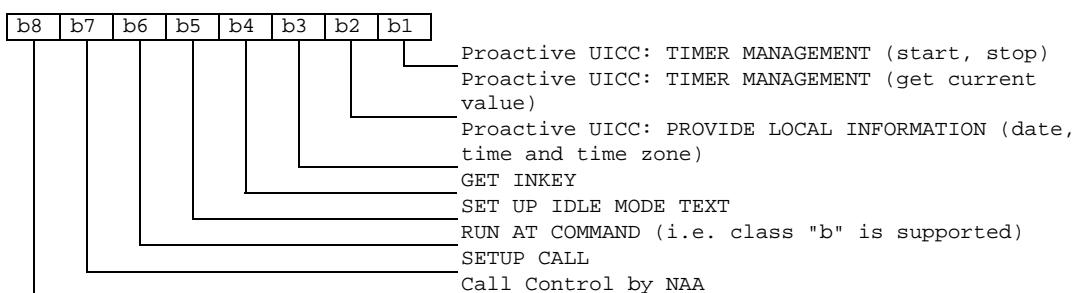 b8 b7 b6 b5 b4 b3 b2 b1
Proactive UICC: TIMER MANAGEMENT (start, stop)
Proactive UICC: TIMER MANAGEMENT (get current
value)
Proactive UICC: PROVIDE LOCAL INFORMATION (date,
time and time zone)
GET INKEY
SET UP IDLE MODE TEXT
RUN AT COMMAND (i.e. class "b" is supported)
SETUP CALL
Call Control by NAA